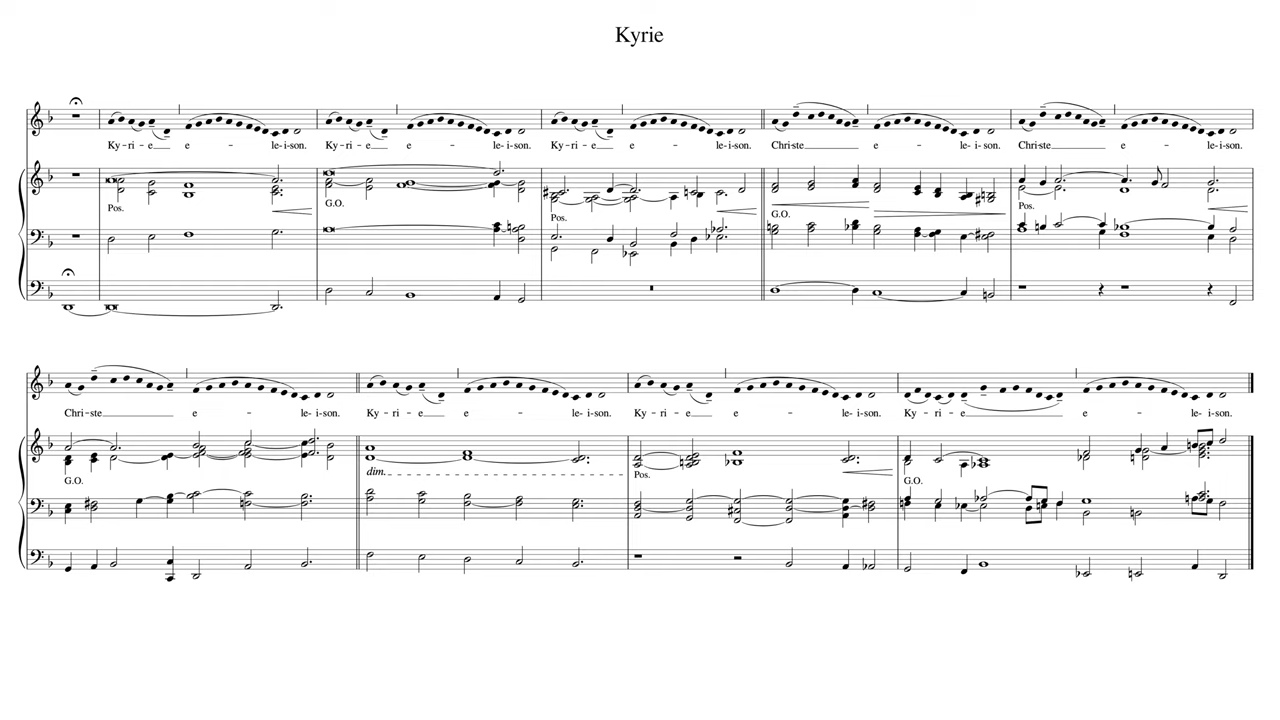 Kyrie
Ky-ri-e e - le-i-son. Ky-ri-e e - le-i-son. Ky-ri-e e - le-i-son. Chri-ste e - le-i-son. Chri-ste e - le-i-son.
Pos. G.O. Pos. G.O. Pos.
Chri-ste e - le-i-son. Ky-ri-e e - le-i-son. Ky-ri-e e - le-i-son. Ky-ri-e e - le-i-son.
G.O. dim. Pos. G.O.